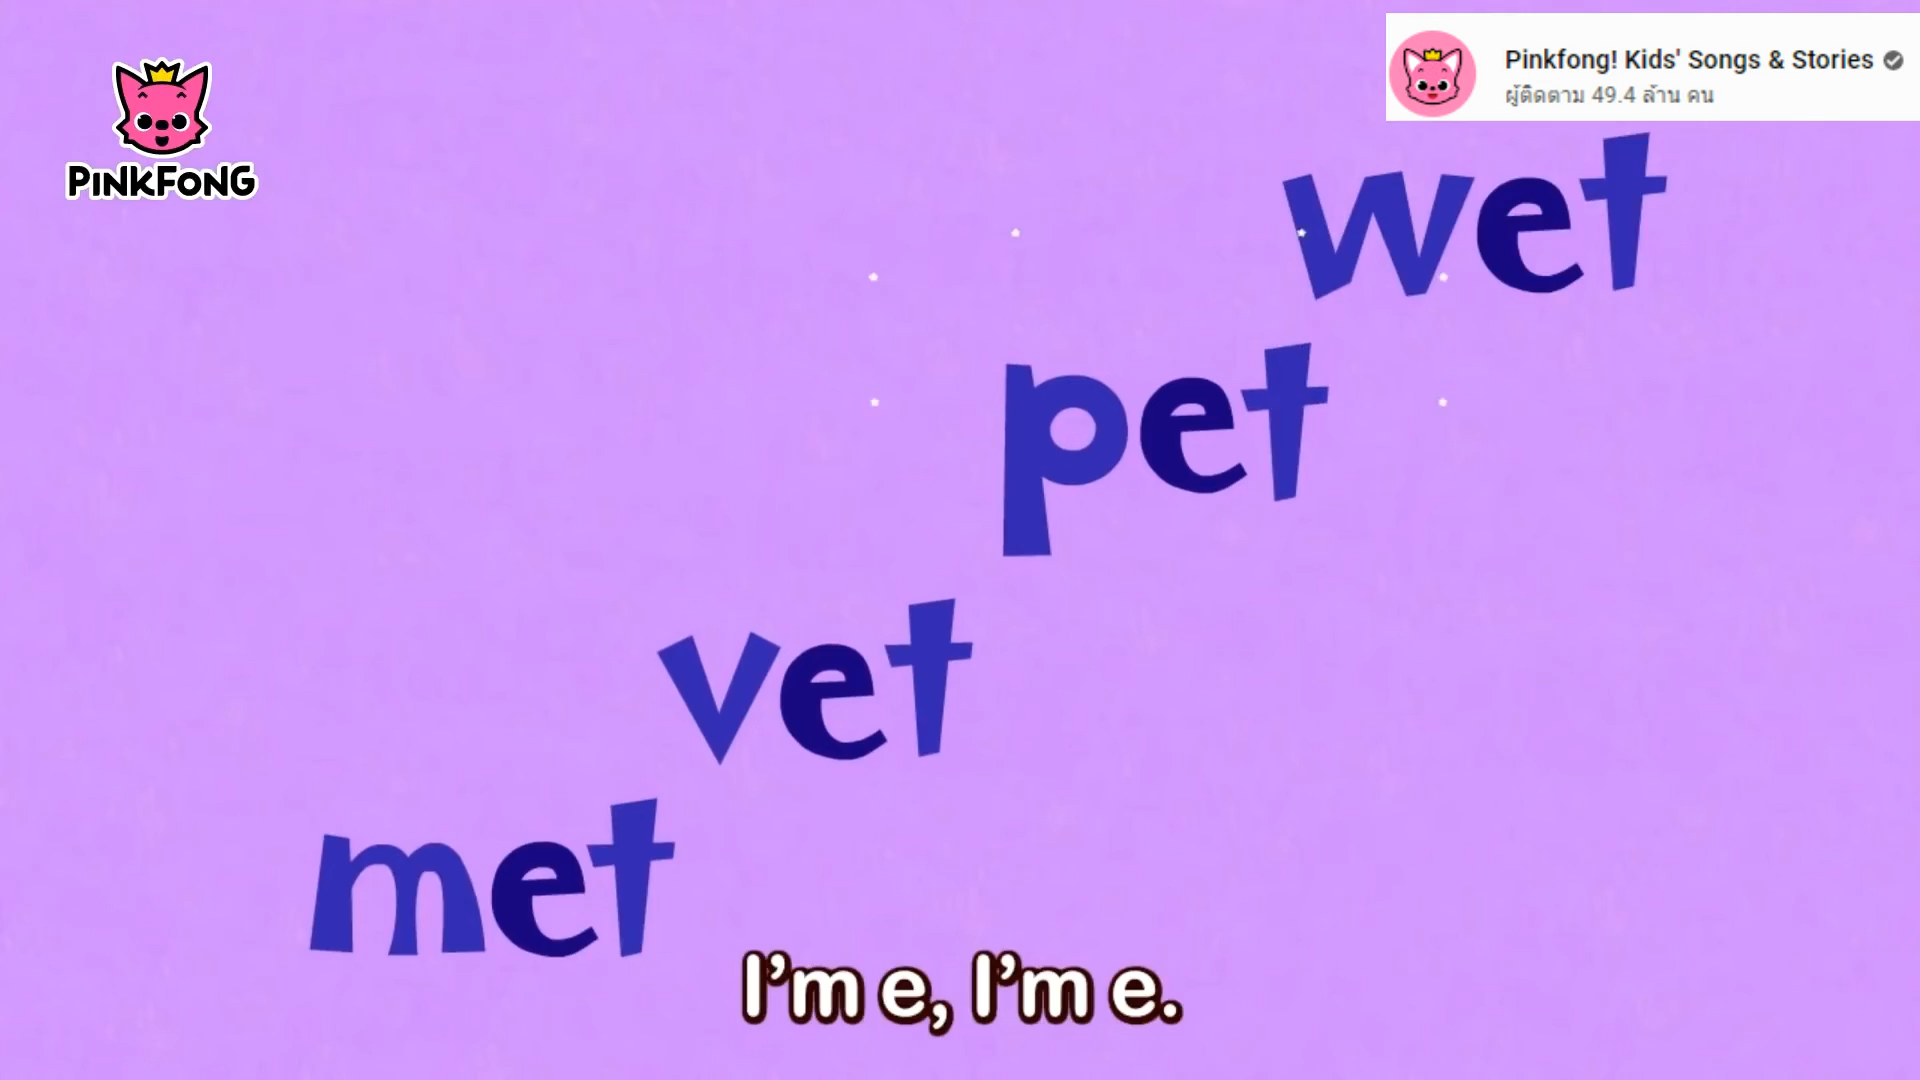 PINKFONG
Pinkfong! Kids' Songs & Stories
ผู้ติดตาม 49.4 ล้าน คน
wet
pet
vet
met
I'm e, I'm e.